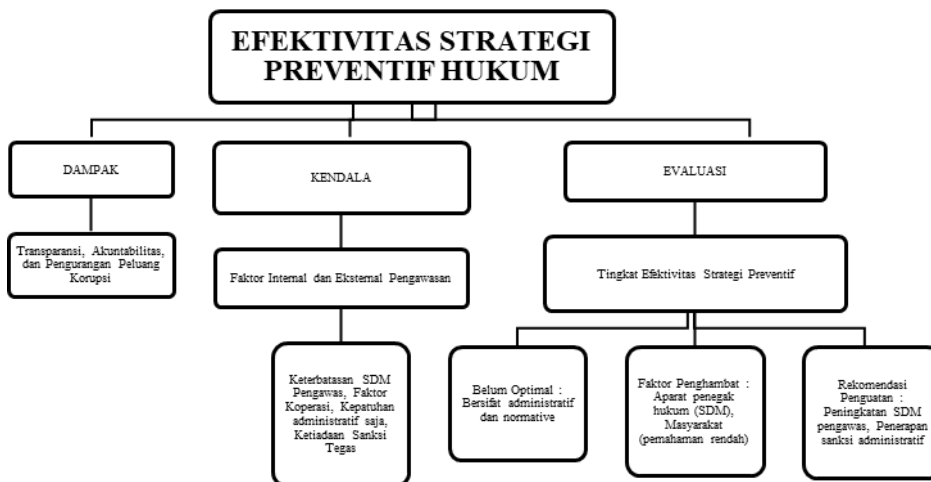 EFEKTIVITAS STRATEGI
PREVENTIF HUKUM
DAMPAK
KENDALA
EVALUASI
Transparansi, Akuntabilitas,
dan Pengurangan Peluang
Korupsi
Faktor Internal dan Eksternal Pengawasan
Tingkat Efektivitas Strategi Preventif
Keterbatasan SDM
Pengawas, Faktor
Koperasi, Kepatuhan
administratif saja,
Ketiadaan Sanksi
Tegas
Belum Optimal :
Bersifat administratif
dan normative
Faktor Penghambat :
Aparat penegak
hukum (SDM),
Masyarakat
(pemahaman rendah)
Rekomendasi
Penguatan :
Peningkatan SDM
pengawas, Penerapan
sanksi administratif